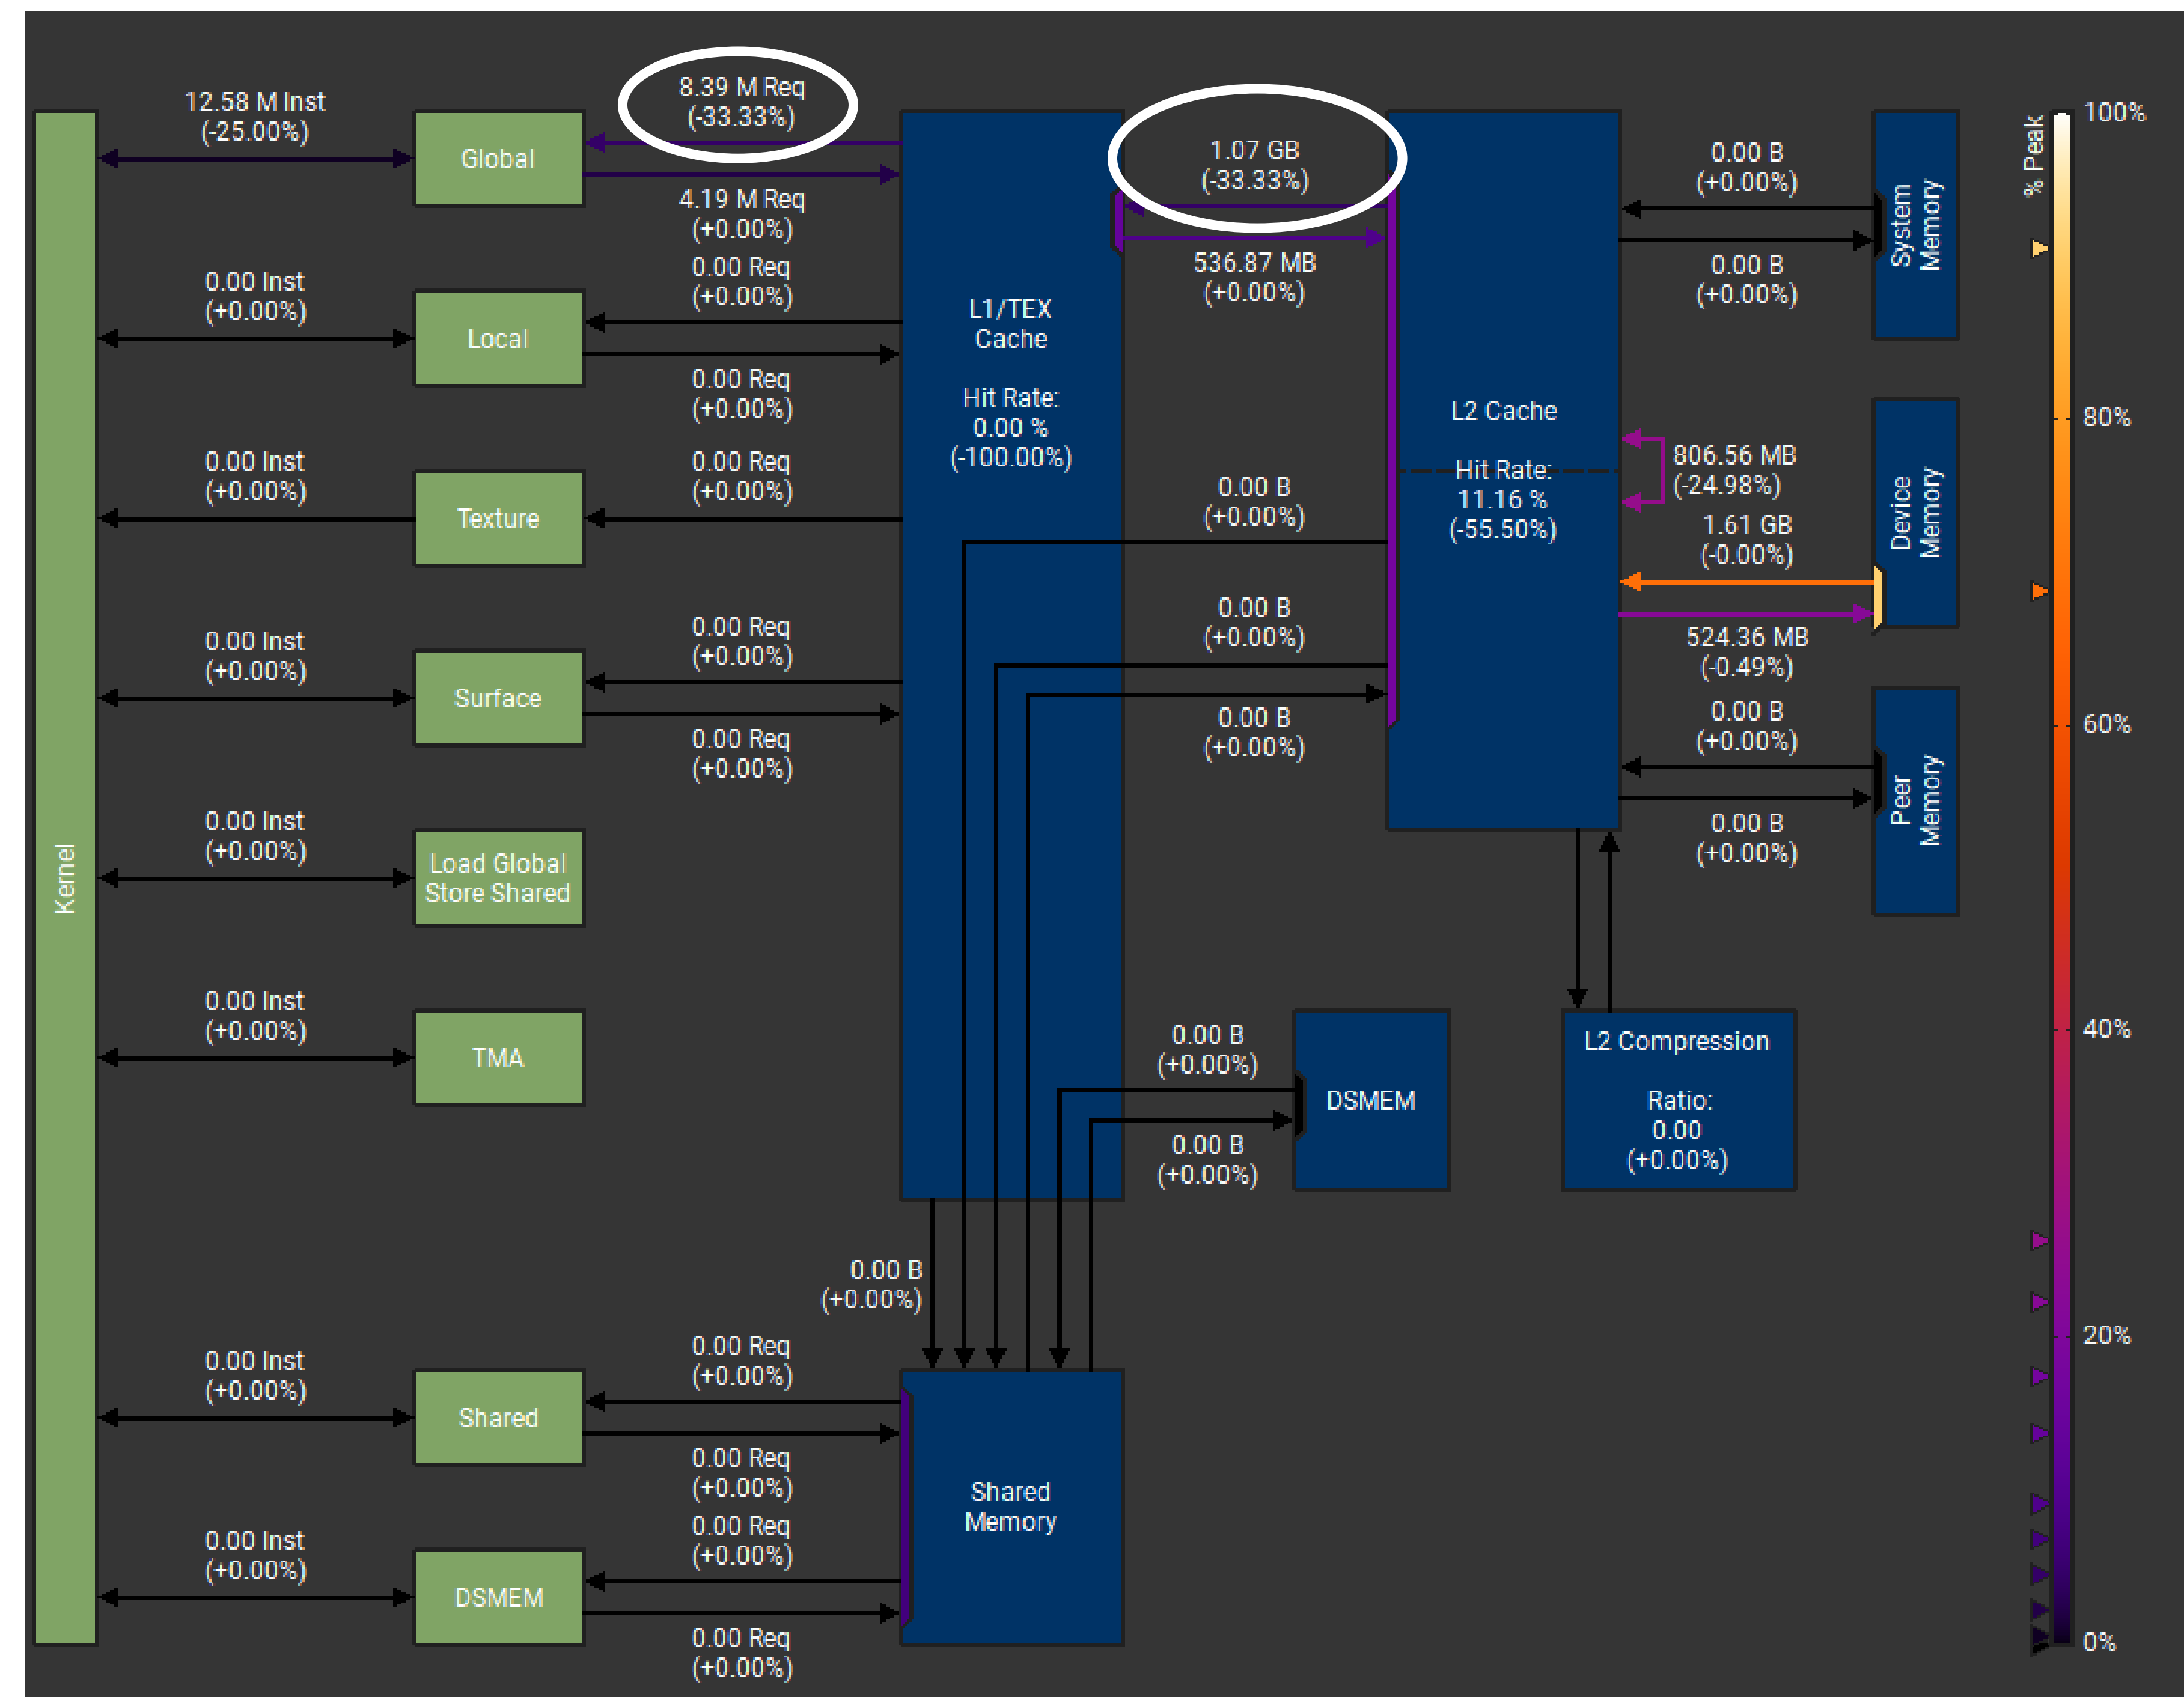 12.58 M Inst
(-25.00%)
Global
8.39 M Req
(-33.33%)
4.19 M Req
(+0.00%)
0.00 Inst
(+0.00%)
Local
0.00 Req
(+0.00%)
0.00 Req
(+0.00%)
0.00 Inst
(+0.00%)
Texture
0.00 Req
(+0.00%)
0.00 Inst
(+0.00%)
Surface
0.00 Req
(+0.00%)
0.00 Req
(+0.00%)
Kernel
0.00 Inst
(+0.00%)
Load Global
Store Shared
0.00 Inst
(+0.00%)
TMA
0.00 Inst
(+0.00%)
Shared
0.00 Req
(+0.00%)
0.00 Req
(+0.00%)
0.00 Inst
(+0.00%)
DSMEM
0.00 Req
(+0.00%)
0.00 Req
(+0.00%)
L1/TEX
Cache
Hit Rate:
0.00 %
(-100.00%)
0.00 B
(+0.00%)
Shared
Memory
1.07 GB
(-33.33%)
536.87 MB
(+0.00%)
0.00 B
(+0.00%)
0.00 B
(+0.00%)
0.00 B
(+0.00%)
0.00 B
(+0.00%)
0.00 B
(+0.00%)
DSMEM
L2 Cache
Hit Rate:
11.16 %
(-55.50%)
806.56 MB
(-24.98%)
L2 Compression
Ratio:
0.00
(+0.00%)
0.00 B
(+0.00%)
0.00 B
(+0.00%)
System
Memory
1.61 GB
(-0.00%)
524.36 MB
(-0.49%)
Device
Memory
0.00 B
(+0.00%)
0.00 B
(+0.00%)
Peer
Memory
% Peak
100%
80%
60%
40%
20%
0%